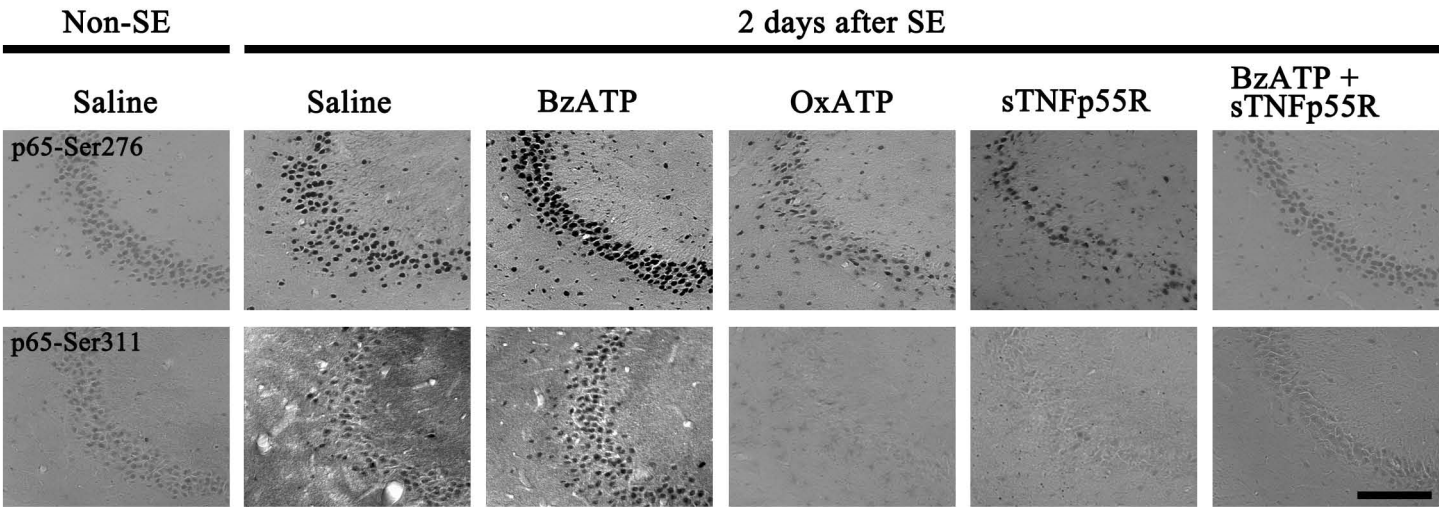 Non-SE
2 days after SE
Saline
Saline
BzATP
OxATP
sTNFp55R
BzATP +
sTNFp55R
p65-Ser276
p65-Ser311